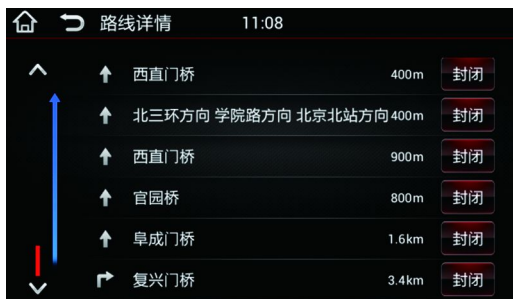 路线详情 11:08
西直门桥 400m 封闭
北三环方向 学院路方向 北京北站方向 400m 封闭
西直门桥 900m 封闭
官园桥 800m 封闭
阜成门桥 1.6km 封闭
复兴门桥 3.4km 封闭